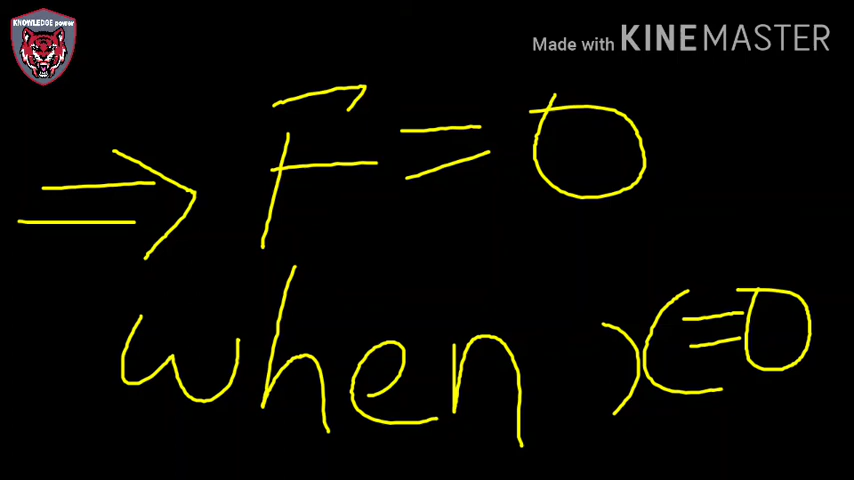 KNOWLEDGE power
Made with KINEMASTER
⇒ F = 0
when x = 0